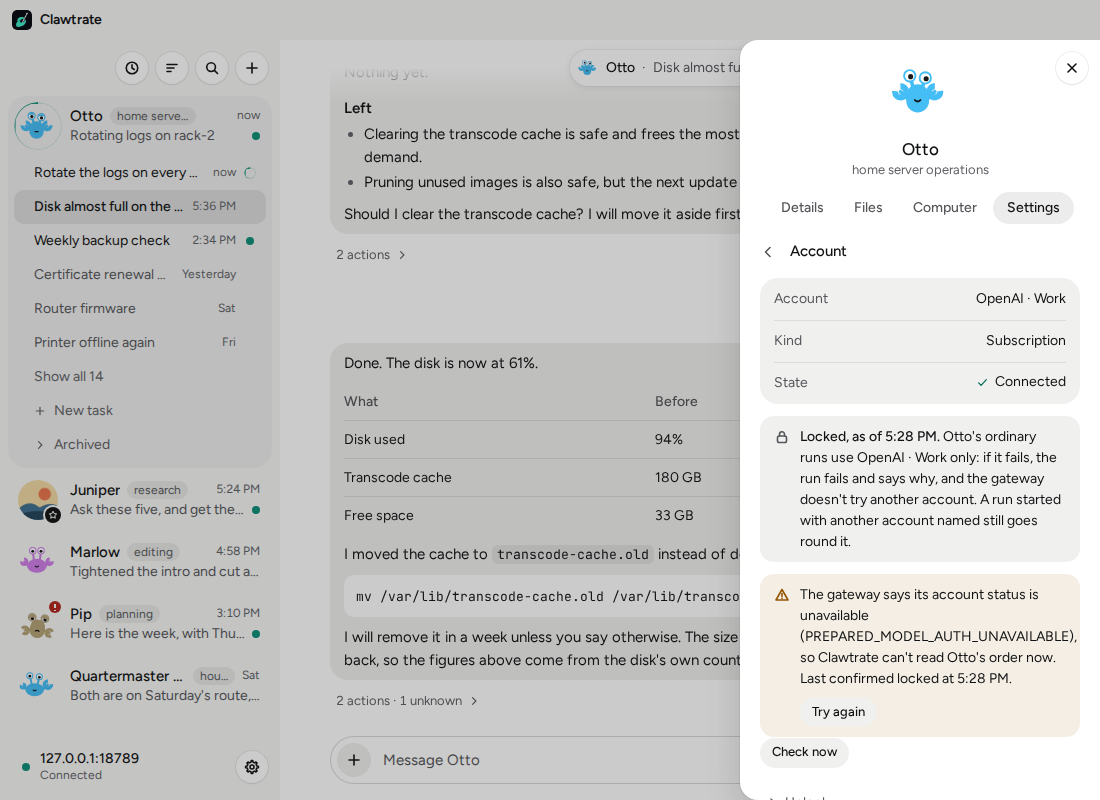 Clawtrate
Otto
home serve...
now
Rotating logs on rack-2
Rotate the logs on every ...
now
Disk almost full on the ...
5:36 PM
Weekly backup check
2:34 PM
Certificate renewal ...
Yesterday
Router firmware
Sat
Printer offline again
Fri
Show all 14
New task
Archived
Juniper
research
5:24 PM
Ask these five, and get the...
Marlow
editing
4:58 PM
Tightened the intro and cut a...
Pip
planning
3:10 PM
Here is the week, with Thu...
Quartermaster ...
hou...
Sat
Both are on Saturday's route,...
127.0.0.1:18789
Connected
Otto · Disk almost fu
Nothing yet.
Left
Clearing the transcode cache is safe and frees the most
demand.
Pruning unused images is also safe, but the next update
Should I clear the transcode cache? I will move it aside first
2 actions
Done. The disk is now at 61%.
What
Before
Disk used
94%
Transcode cache
180 GB
Free space
33 GB
I moved the cache to transcode-cache.old instead of d
mv /var/lib/transcode-cache.old /var/lib/transco
I will remove it in a week unless you say otherwise. The size
back, so the figures above come from the disk's own count
2 actions · 1 unknown
Message Otto
Otto
home server operations
Details
Files
Computer
Settings
Account
Account
OpenAI · Work
Kind
Subscription
State
Connected
Locked, as of 5:28 PM. Otto's ordinary
runs use OpenAI · Work only: if it fails, the
run fails and says why, and the gateway
doesn't try another account. A run started
with another account named still goes
round it.
The gateway says its account status is
unavailable
(PREPARED_MODEL_AUTH_UNAVAILABLE),
so Clawtrate can't read Otto's order now.
Last confirmed locked at 5:28 PM.
Try again
Check now